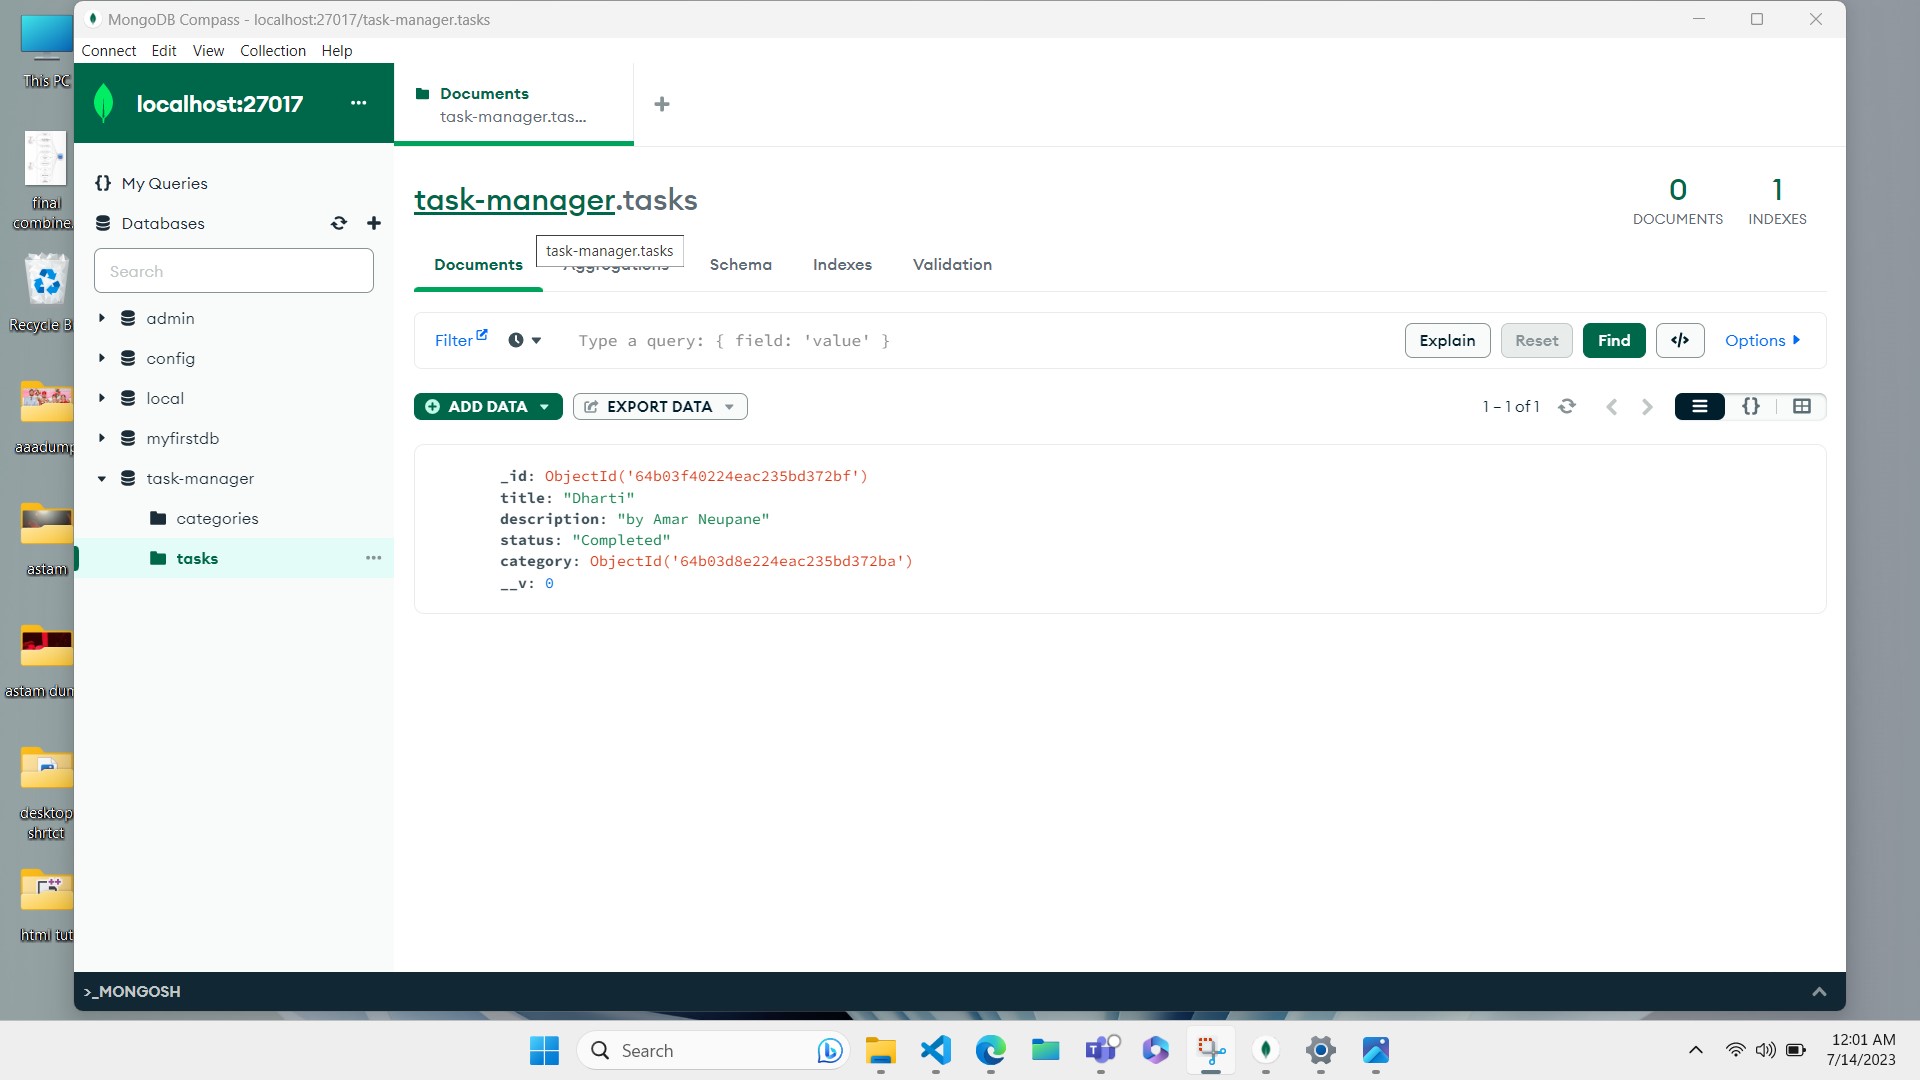 MongoDB Compass - localhost:27017/task-manager.tasks
Connect Edit View Collection Help
This PC
final
combine.
Recycle B
aaadump
astam
astam dun
desktop
shrtct
html tut
localhost:27017 ...
My Queries
Databases
Search
admin
config
local
myfirstdb
task-manager
categories
tasks
Documents
task-manager.tas...
task-manager.tasks
0
DOCUMENTS
1
INDEXES
task-manager.tasks
Documents Aggregations Schema Indexes Validation
Filter Type a query: { field: 'value' } Explain Reset Find </> Options
ADD DATA EXPORT DATA 1 – 1 of 1 {}
_id: ObjectId('64b03f40224eac235bd372bf')
title: "Dharti"
description: "by Amar Neupane"
status: "Completed"
category: ObjectId('64b03d8e224eac235bd372ba')
__v: 0
>_MONGOSH
Search
12:01 AM
7/14/2023